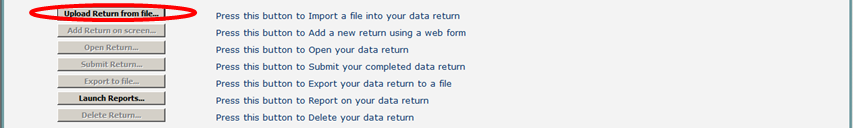 Upload Return from file... Press this button to Import a file into your data return
Add Return on screen... Press this button to Add a new return using a web form
Open Return... Press this button to Open your data return
Submit Return... Press this button to Submit your completed data return
Export to file... Press this button to Export your data return to a file
Launch Reports... Press this button to Report on your data return
Delete Return... Press this button to Delete your data return